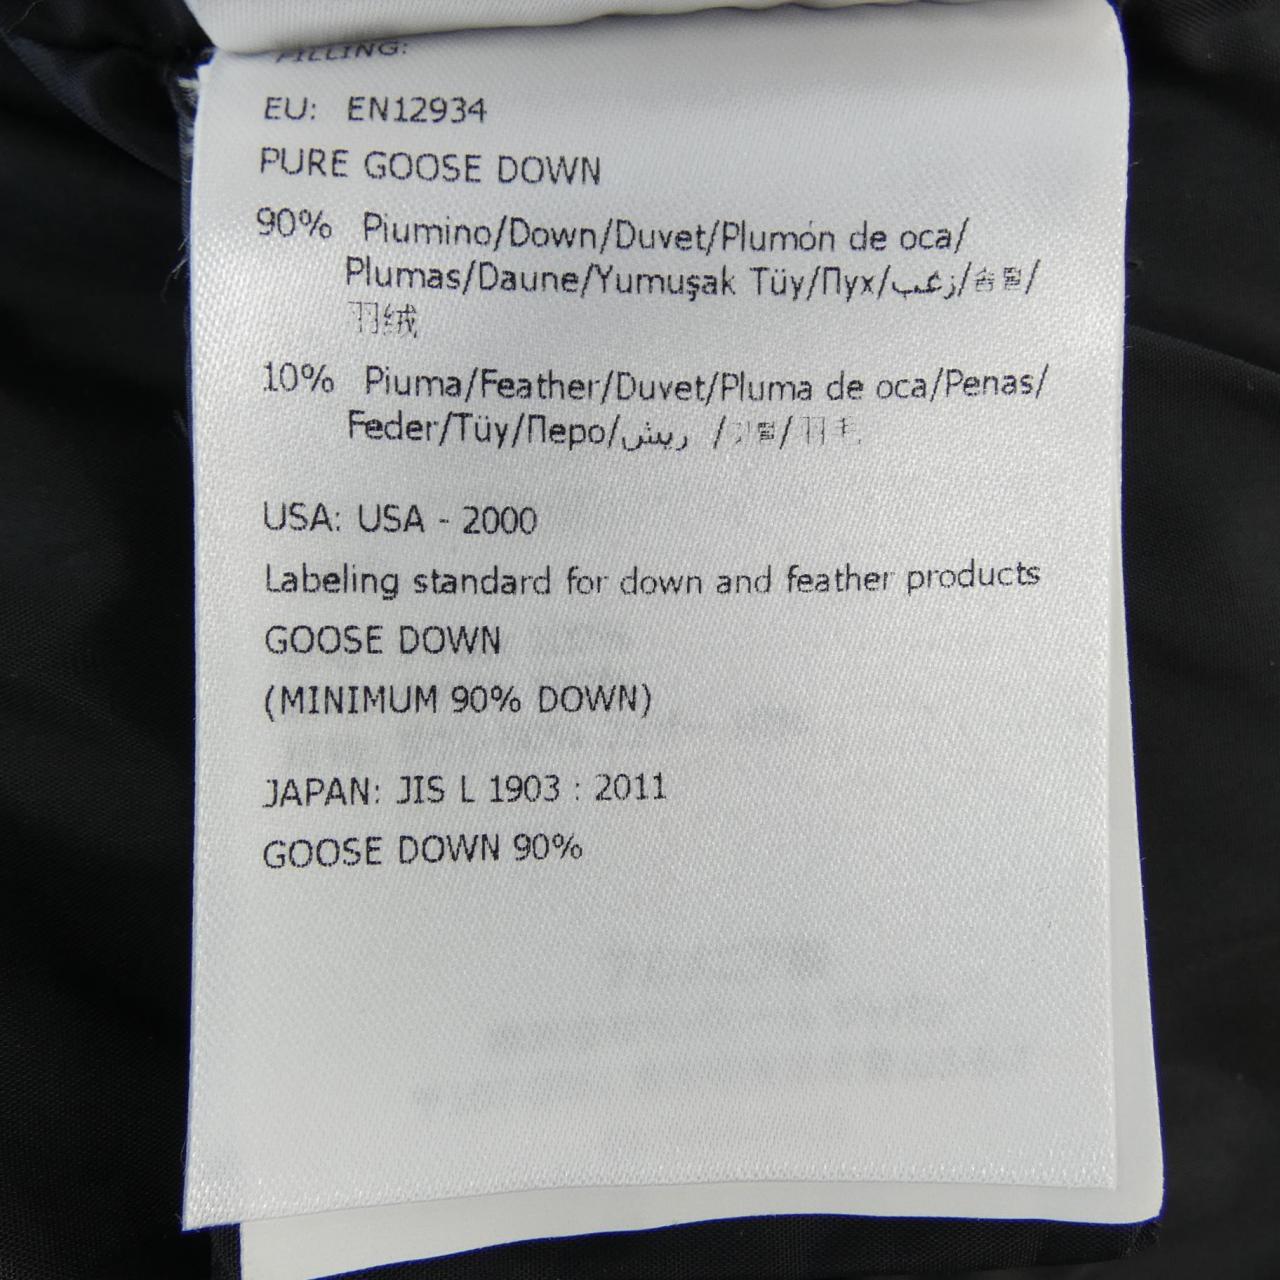 FILLING:
EU: EN12934
PURE GOOSE DOWN
90% Piumino/Down/Duvet/Plumón de oca/
Plumas/Daune/Yumuşak Tüy/Пух/زغب/솜털/
羽绒
10% Piuma/Feather/Duvet/Pluma de oca/Penas/
Feder/Tüy/Перо/ريش /깃털/羽毛
USA: USA - 2000
Labeling standard for down and feather products
GOOSE DOWN
(MINIMUM 90% DOWN)
JAPAN: JIS L 1903 : 2011
GOOSE DOWN 90%